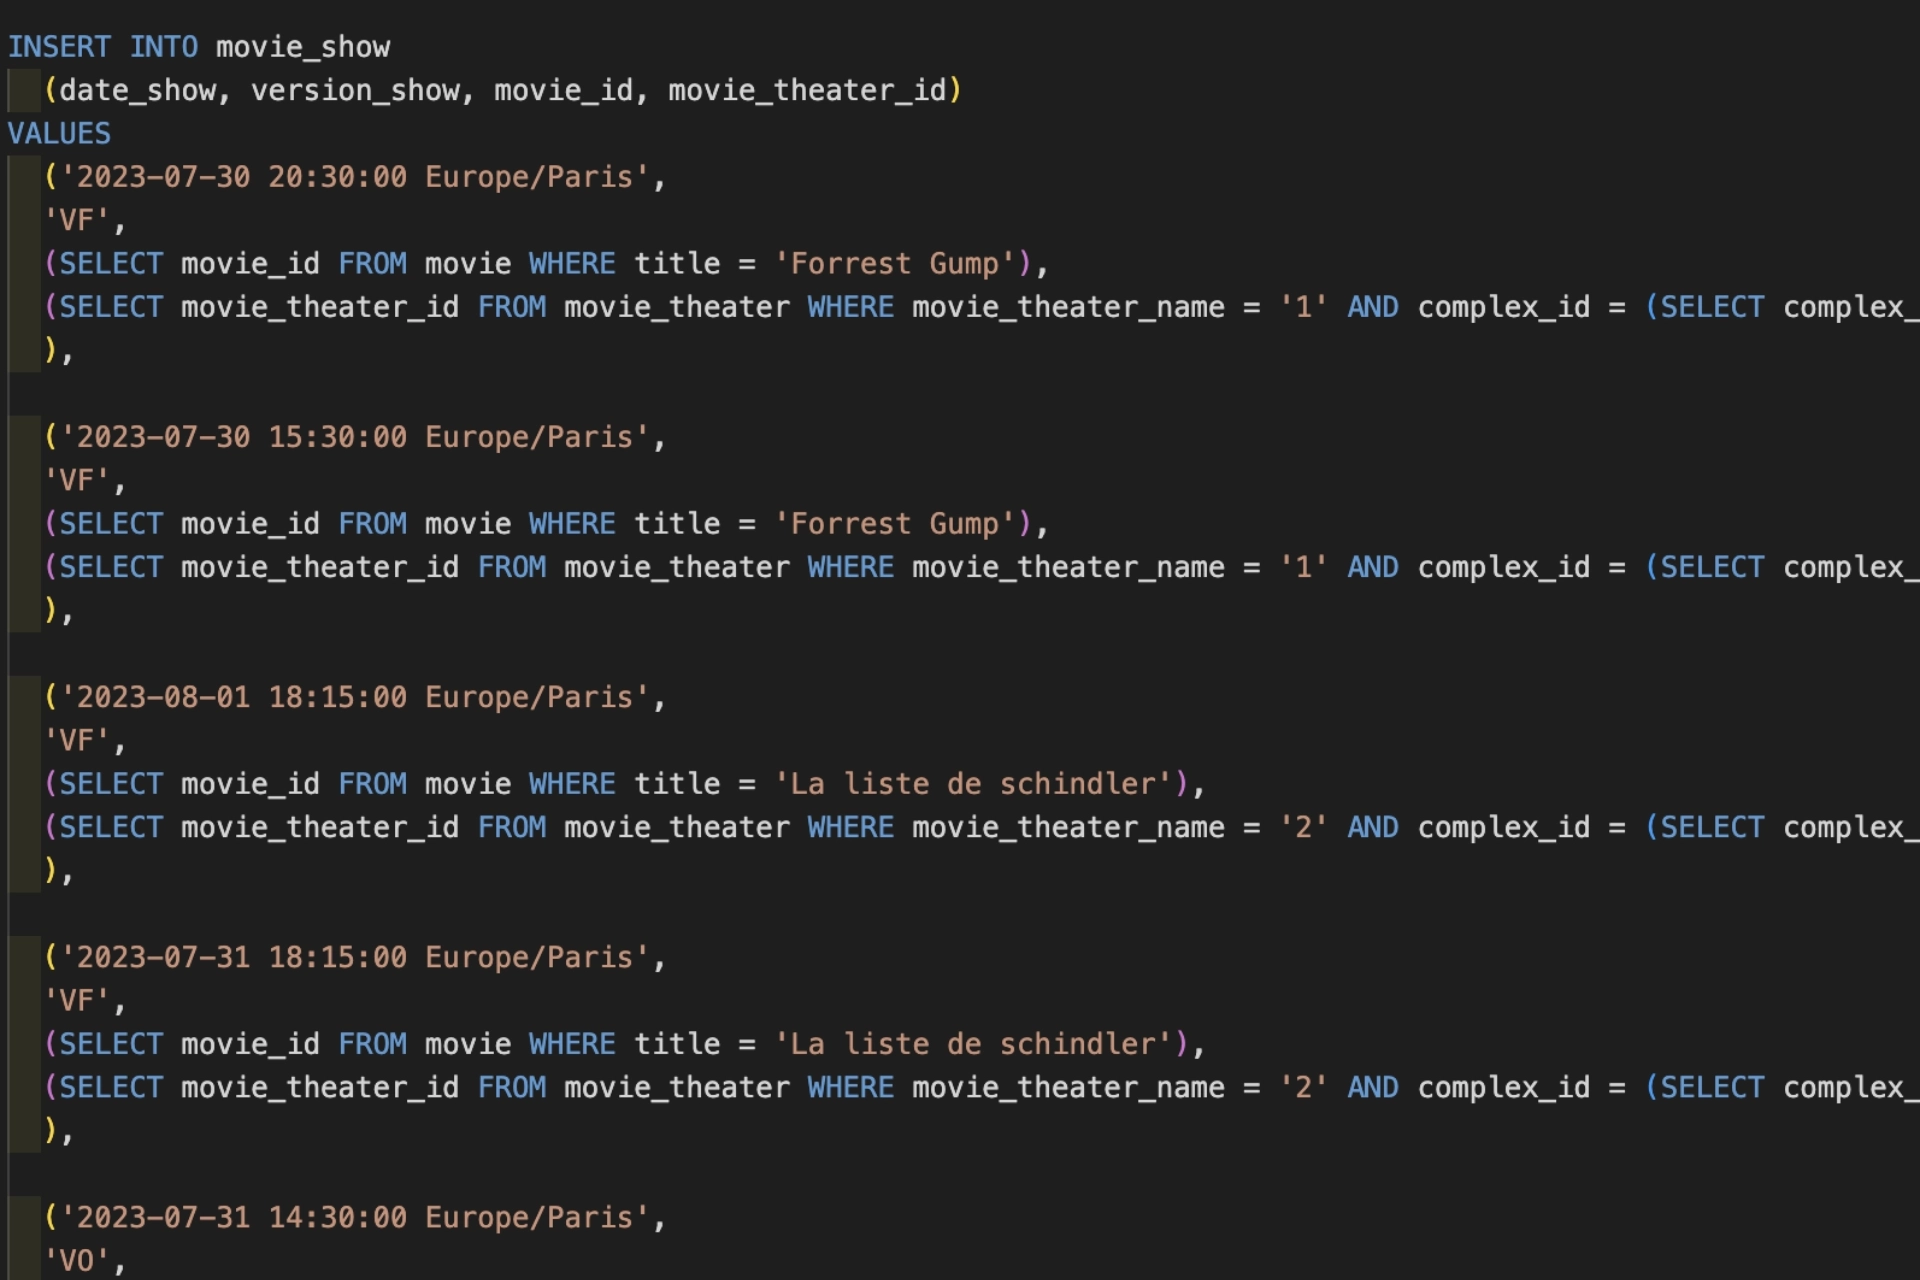 INSERT INTO movie_show
(date_show, version_show, movie_id, movie_theater_id)
VALUES
('2023-07-30 20:30:00 Europe/Paris',
'VF',
(SELECT movie_id FROM movie WHERE title = 'Forrest Gump'),
(SELECT movie_theater_id FROM movie_theater WHERE movie_theater_name = '1' AND complex_id = (SELECT complex_
),
('2023-07-30 15:30:00 Europe/Paris',
'VF',
(SELECT movie_id FROM movie WHERE title = 'Forrest Gump'),
(SELECT movie_theater_id FROM movie_theater WHERE movie_theater_name = '1' AND complex_id = (SELECT complex_
),
('2023-08-01 18:15:00 Europe/Paris',
'VF',
(SELECT movie_id FROM movie WHERE title = 'La liste de schindler'),
(SELECT movie_theater_id FROM movie_theater WHERE movie_theater_name = '2' AND complex_id = (SELECT complex_
),
('2023-07-31 18:15:00 Europe/Paris',
'VF',
(SELECT movie_id FROM movie WHERE title = 'La liste de schindler'),
(SELECT movie_theater_id FROM movie_theater WHERE movie_theater_name = '2' AND complex_id = (SELECT complex_
),
('2023-07-31 14:30:00 Europe/Paris',
'VO',